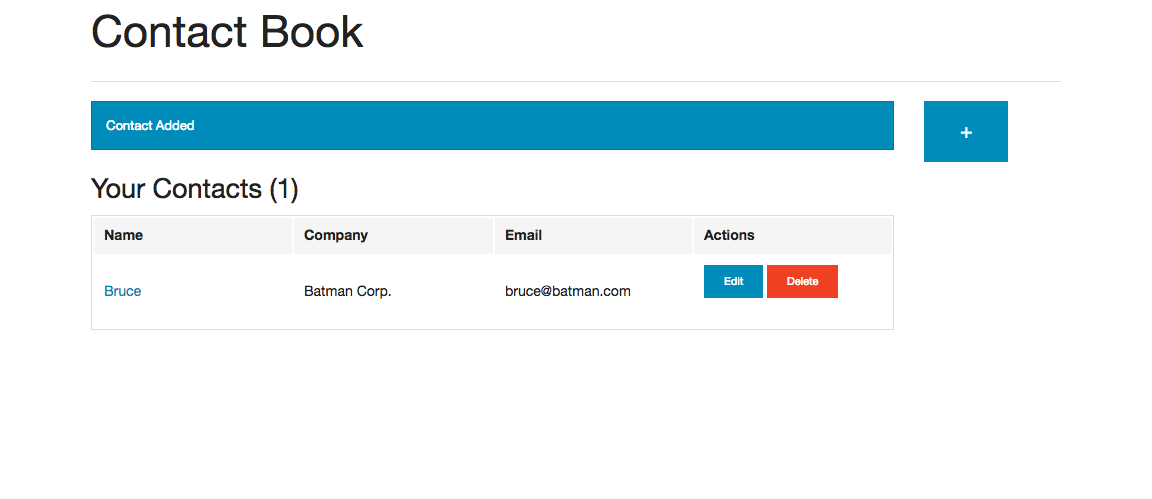 Contact Book
Contact Added
+
Your Contacts (1)
Name Company Email Actions
Bruce Batman Corp. bruce@batman.com Edit Delete